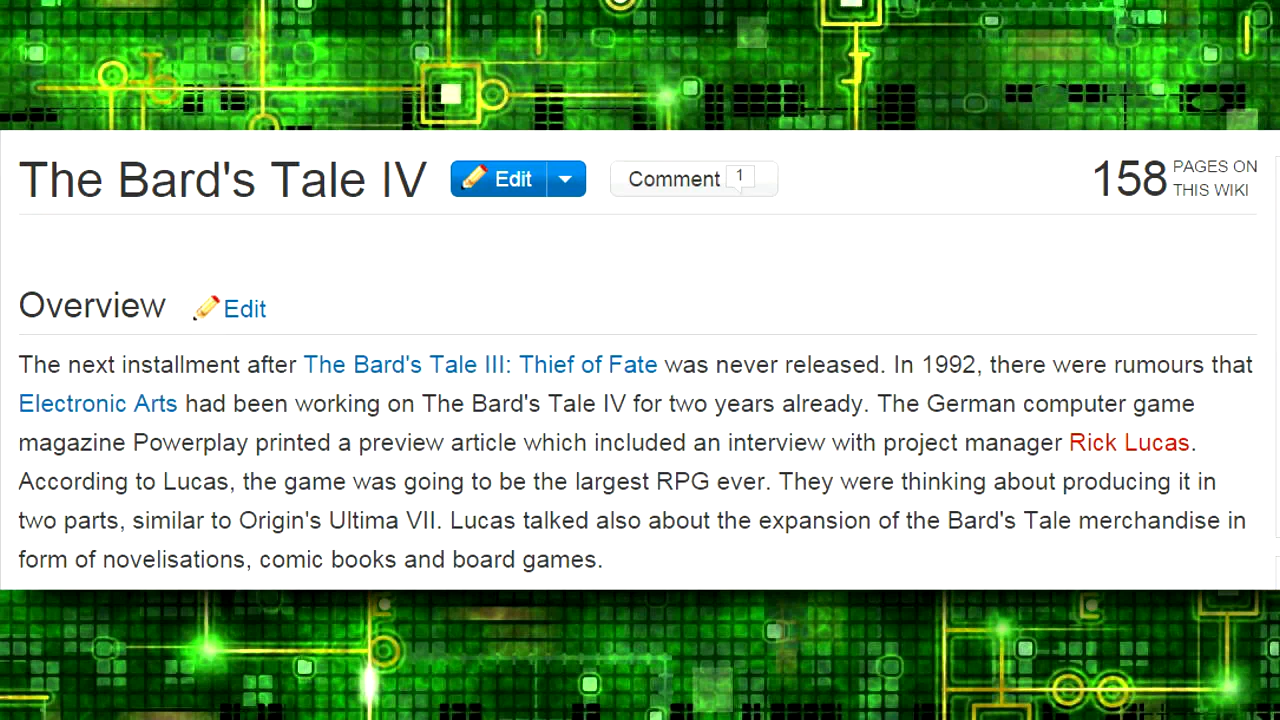 The Bard's Tale IV Edit Comment 1 158 PAGES ON
THIS WIKI
Overview Edit
The next installment after The Bard's Tale III: Thief of Fate was never released. In 1992, there were rumours that
Electronic Arts had been working on The Bard's Tale IV for two years already. The German computer game
magazine Powerplay printed a preview article which included an interview with project manager Rick Lucas.
According to Lucas, the game was going to be the largest RPG ever. They were thinking about producing it in
two parts, similar to Origin's Ultima VII. Lucas talked also about the expansion of the Bard's Tale merchandise in
form of novelisations, comic books and board games.